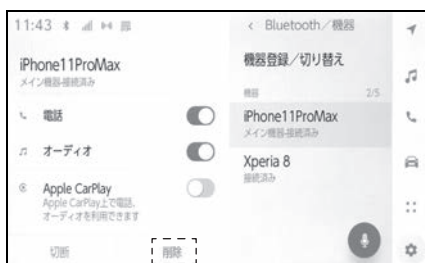 11:43
iPhone11ProMax
メイン機器-接続済み
電話
オーディオ
Apple CarPlay
Apple CarPlay上で電話、
オーディオを利用できます
切断
削除
< Bluetooth／機器
機器登録／切り替え
機器 2/5
iPhone11ProMax
メイン機器-接続済み
Xperia 8
接続済み